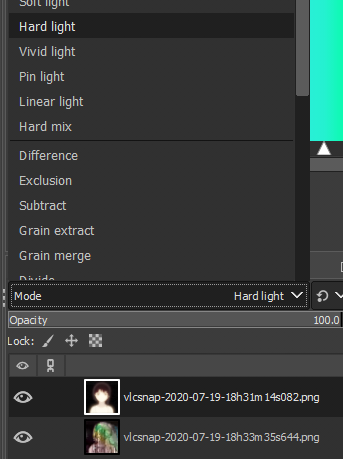 Soft light
Hard light
Vivid light
Pin light
Linear light
Hard mix
Difference
Exclusion
Subtract
Grain extract
Grain merge
Divide
Mode Hard light
Opacity 100.0
Lock:
vlcsnap-2020-07-19-18h31m14s082.png
vlcsnap-2020-07-19-18h33m35s644.png